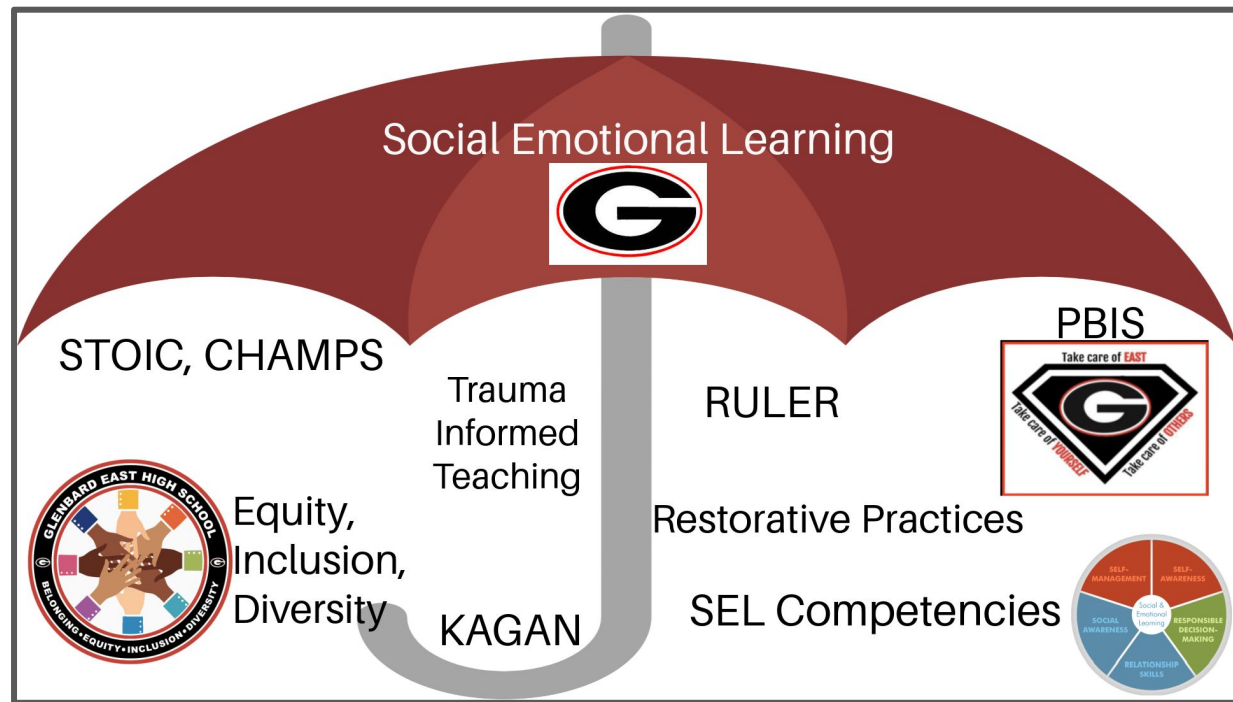 Social Emotional Learning
G
STOIC, CHAMPS
Trauma
Informed
Teaching
RULER
PBIS
Take care of EAST
G
Take care of YOURSELF
Take care of OTHERS
GLENBARD EAST HIGH SCHOOL
G
G
BELONGING•EQUITY•INCLUSION•DIVERSITY
Equity,
Inclusion,
Diversity
KAGAN
Restorative Practices
SEL Competencies
SELF-
MANAGEMENT
SELF-
AWARENESS
SOCIAL
AWARENESS
Social &
Emotional
Learning
RESPONSIBLE
DECISION-
MAKING
RELATIONSHIP
SKILLS